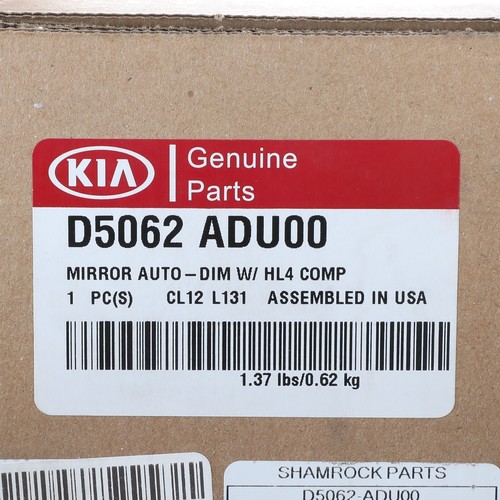 KIA
Genuine
Parts
D5062 ADU00
MIRROR AUTO-DIM W/ HL4 COMP
1 PC(S) CL12 L131 ASSEMBLED IN USA
1.37 lbs/0.62 kg
SHAMROCK PARTS
D5062-ADU00